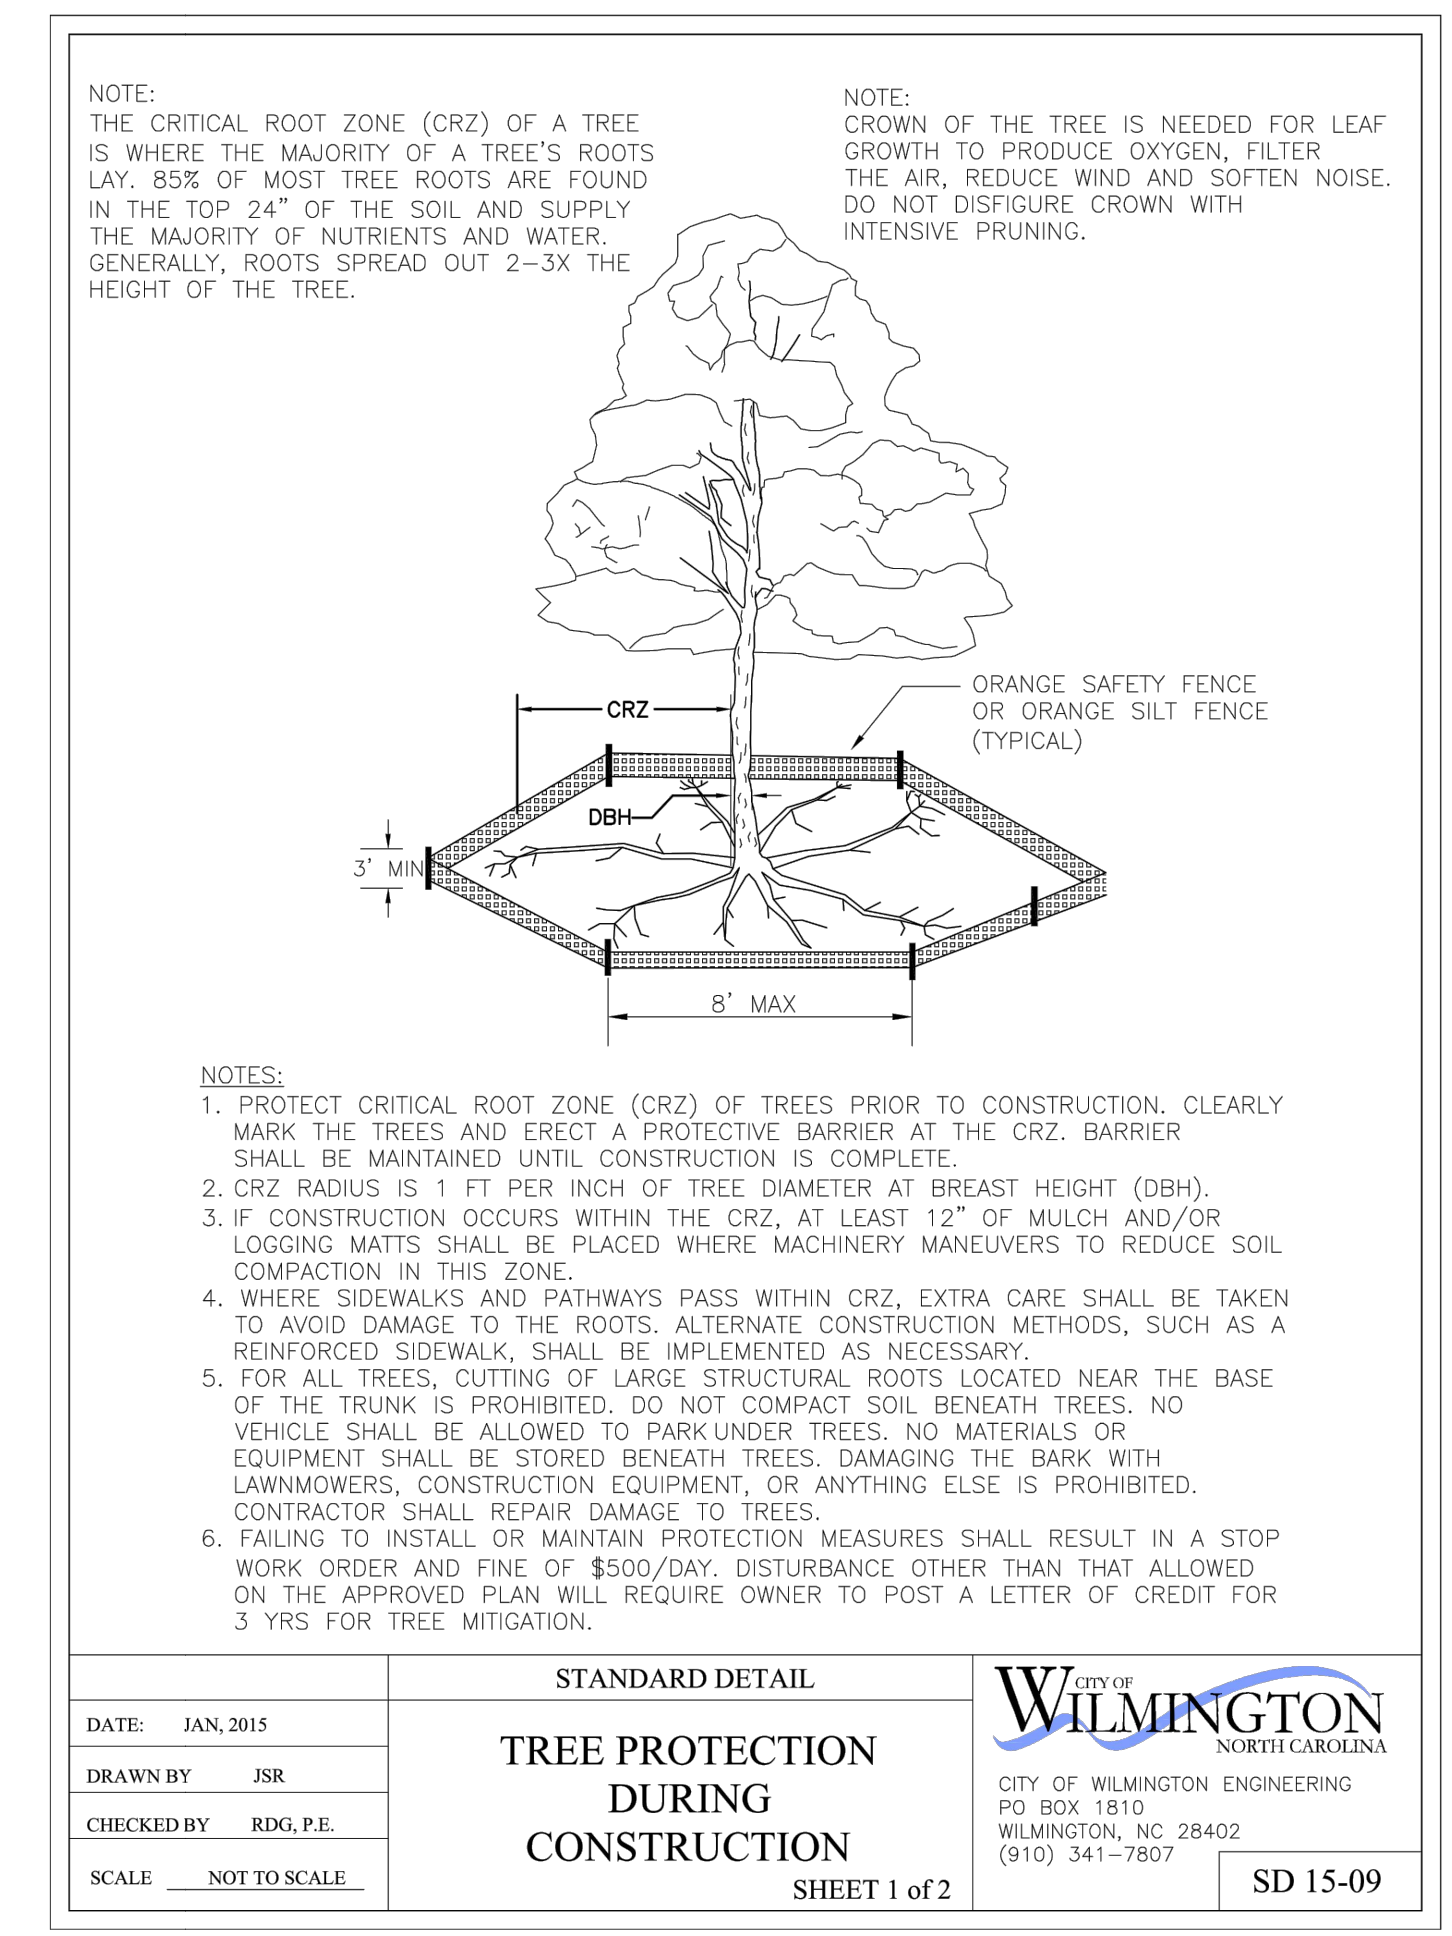 NOTE:
THE CRITICAL ROOT ZONE (CRZ) OF A TREE
IS WHERE THE MAJORITY OF A TREE'S ROOTS
LAY. 85% OF MOST TREE ROOTS ARE FOUND
IN THE TOP 24" OF THE SOIL AND SUPPLY
THE MAJORITY OF NUTRIENTS AND WATER.
GENERALLY, ROOTS SPREAD OUT 2-3X THE
HEIGHT OF THE TREE.
NOTE:
CROWN OF THE TREE IS NEEDED FOR LEAF
GROWTH TO PRODUCE OXYGEN, FILTER
THE AIR, REDUCE WIND AND SOFTEN NOISE.
DO NOT DISFIGURE CROWN WITH
INTENSIVE PRUNING.
ORANGE SAFETY FENCE
OR ORANGE SILT FENCE
(TYPICAL)
CRZ
DBH
3' MIN
8' MAX
NOTES:
1. PROTECT CRITICAL ROOT ZONE (CRZ) OF TREES PRIOR TO CONSTRUCTION. CLEARLY
MARK THE TREES AND ERECT A PROTECTIVE BARRIER AT THE CRZ. BARRIER
SHALL BE MAINTAINED UNTIL CONSTRUCTION IS COMPLETE.
2. CRZ RADIUS IS 1 FT PER INCH OF TREE DIAMETER AT BREAST HEIGHT (DBH).
3. IF CONSTRUCTION OCCURS WITHIN THE CRZ, AT LEAST 12" OF MULCH AND/OR
LOGGING MATTS SHALL BE PLACED WHERE MACHINERY MANEUVERS TO REDUCE SOIL
COMPACTION IN THIS ZONE.
4. WHERE SIDEWALKS AND PATHWAYS PASS WITHIN CRZ, EXTRA CARE SHALL BE TAKEN
TO AVOID DAMAGE TO THE ROOTS. ALTERNATE CONSTRUCTION METHODS, SUCH AS A
REINFORCED SIDEWALK, SHALL BE IMPLEMENTED AS NECESSARY.
5. FOR ALL TREES, CUTTING OF LARGE STRUCTURAL ROOTS LOCATED NEAR THE BASE
OF THE TRUNK IS PROHIBITED. DO NOT COMPACT SOIL BENEATH TREES. NO
VEHICLE SHALL BE ALLOWED TO PARK UNDER TREES. NO MATERIALS OR
EQUIPMENT SHALL BE STORED BENEATH TREES. DAMAGING THE BARK WITH
LAWNMOWERS, CONSTRUCTION EQUIPMENT, OR ANYTHING ELSE IS PROHIBITED.
CONTRACTOR SHALL REPAIR DAMAGE TO TREES.
6. FAILING TO INSTALL OR MAINTAIN PROTECTION MEASURES SHALL RESULT IN A STOP
WORK ORDER AND FINE OF $500/DAY. DISTURBANCE OTHER THAN THAT ALLOWED
ON THE APPROVED PLAN WILL REQUIRE OWNER TO POST A LETTER OF CREDIT FOR
3 YRS FOR TREE MITIGATION.
DATE: JAN, 2015
DRAWN BY JSR
CHECKED BY RDG, P.E.
SCALE NOT TO SCALE
STANDARD DETAIL
TREE PROTECTION
DURING
CONSTRUCTION
SHEET 1 of 2
CITY OF
WILMINGTON
NORTH CAROLINA
CITY OF WILMINGTON ENGINEERING
PO BOX 1810
WILMINGTON, NC 28402
(910) 341-7807
SD 15-09